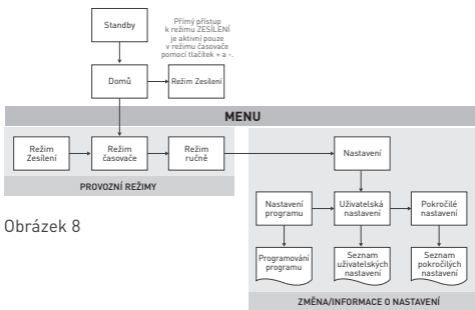 Standby
Přímý přístup
k režimu ZESÍLENÍ
je aktivní pouze
v režimu časovače
pomocí tlačítek + a -.
Domů
Režim Zesílení
MENU
Režim
Zesílení
Režim
časovače
Režim
ručně
Nastavení
PROVOZNÍ REŽIMY
Nastavení
programu
Uživatelská
nastavení
Pokročilé
nastavení
Obrázek 8
Programování
programu
Seznam
uživatelských
nastavení
Seznam
pokročilých
nastavení
ZMĚNA/INFORMACE O NASTAVENÍ